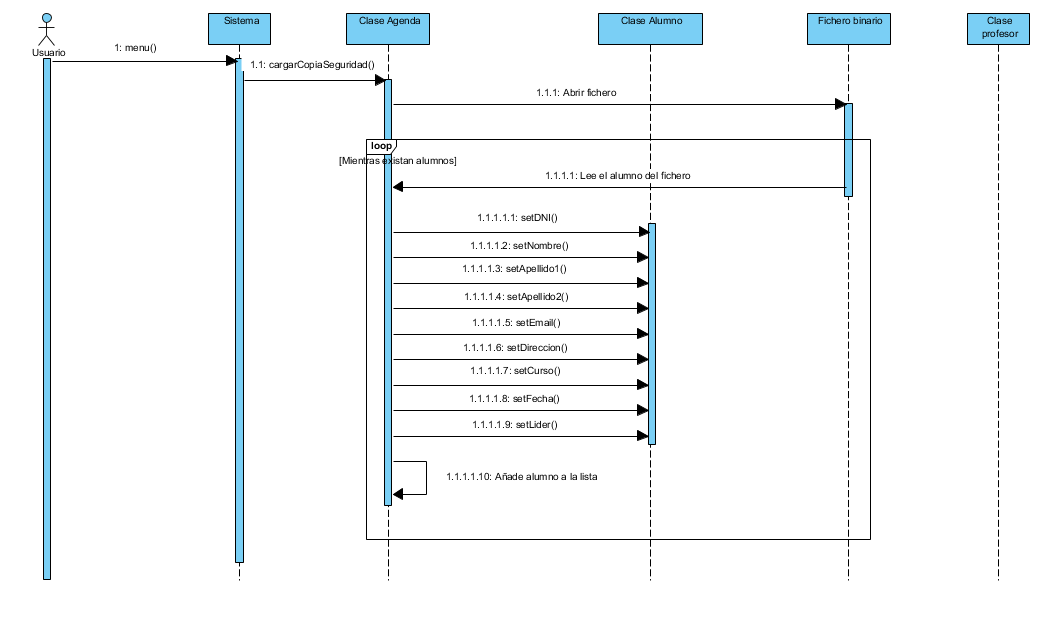 Usuario
Sistema
Clase Agenda
Clase Alumno
Fichero binario
Clase
profesor
1: menu()
1.1: cargarCopiaSeguridad()
1.1.1: Abrir fichero
loop
[Mientras existan alumnos]
1.1.1.1: Lee el alumno del fichero
1.1.1.1.1: setDNI()
1.1.1.1.2: setNombre()
1.1.1.1.3: setApellido1()
1.1.1.1.4: setApellido2()
1.1.1.1.5: setEmail()
1.1.1.1.6: setDireccion()
1.1.1.1.7: setCurso()
1.1.1.1.8: setFecha()
1.1.1.1.9: setLider()
1.1.1.1.10: Añade alumno a la lista